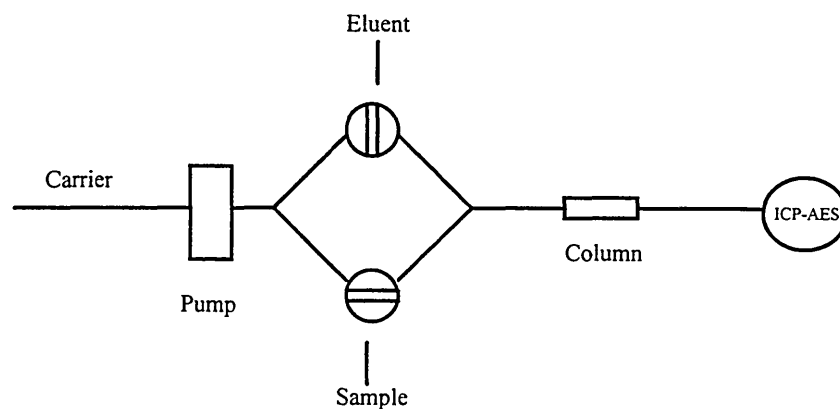 Eluent
Carrier
ICP-AES
Column
Pump
Sample